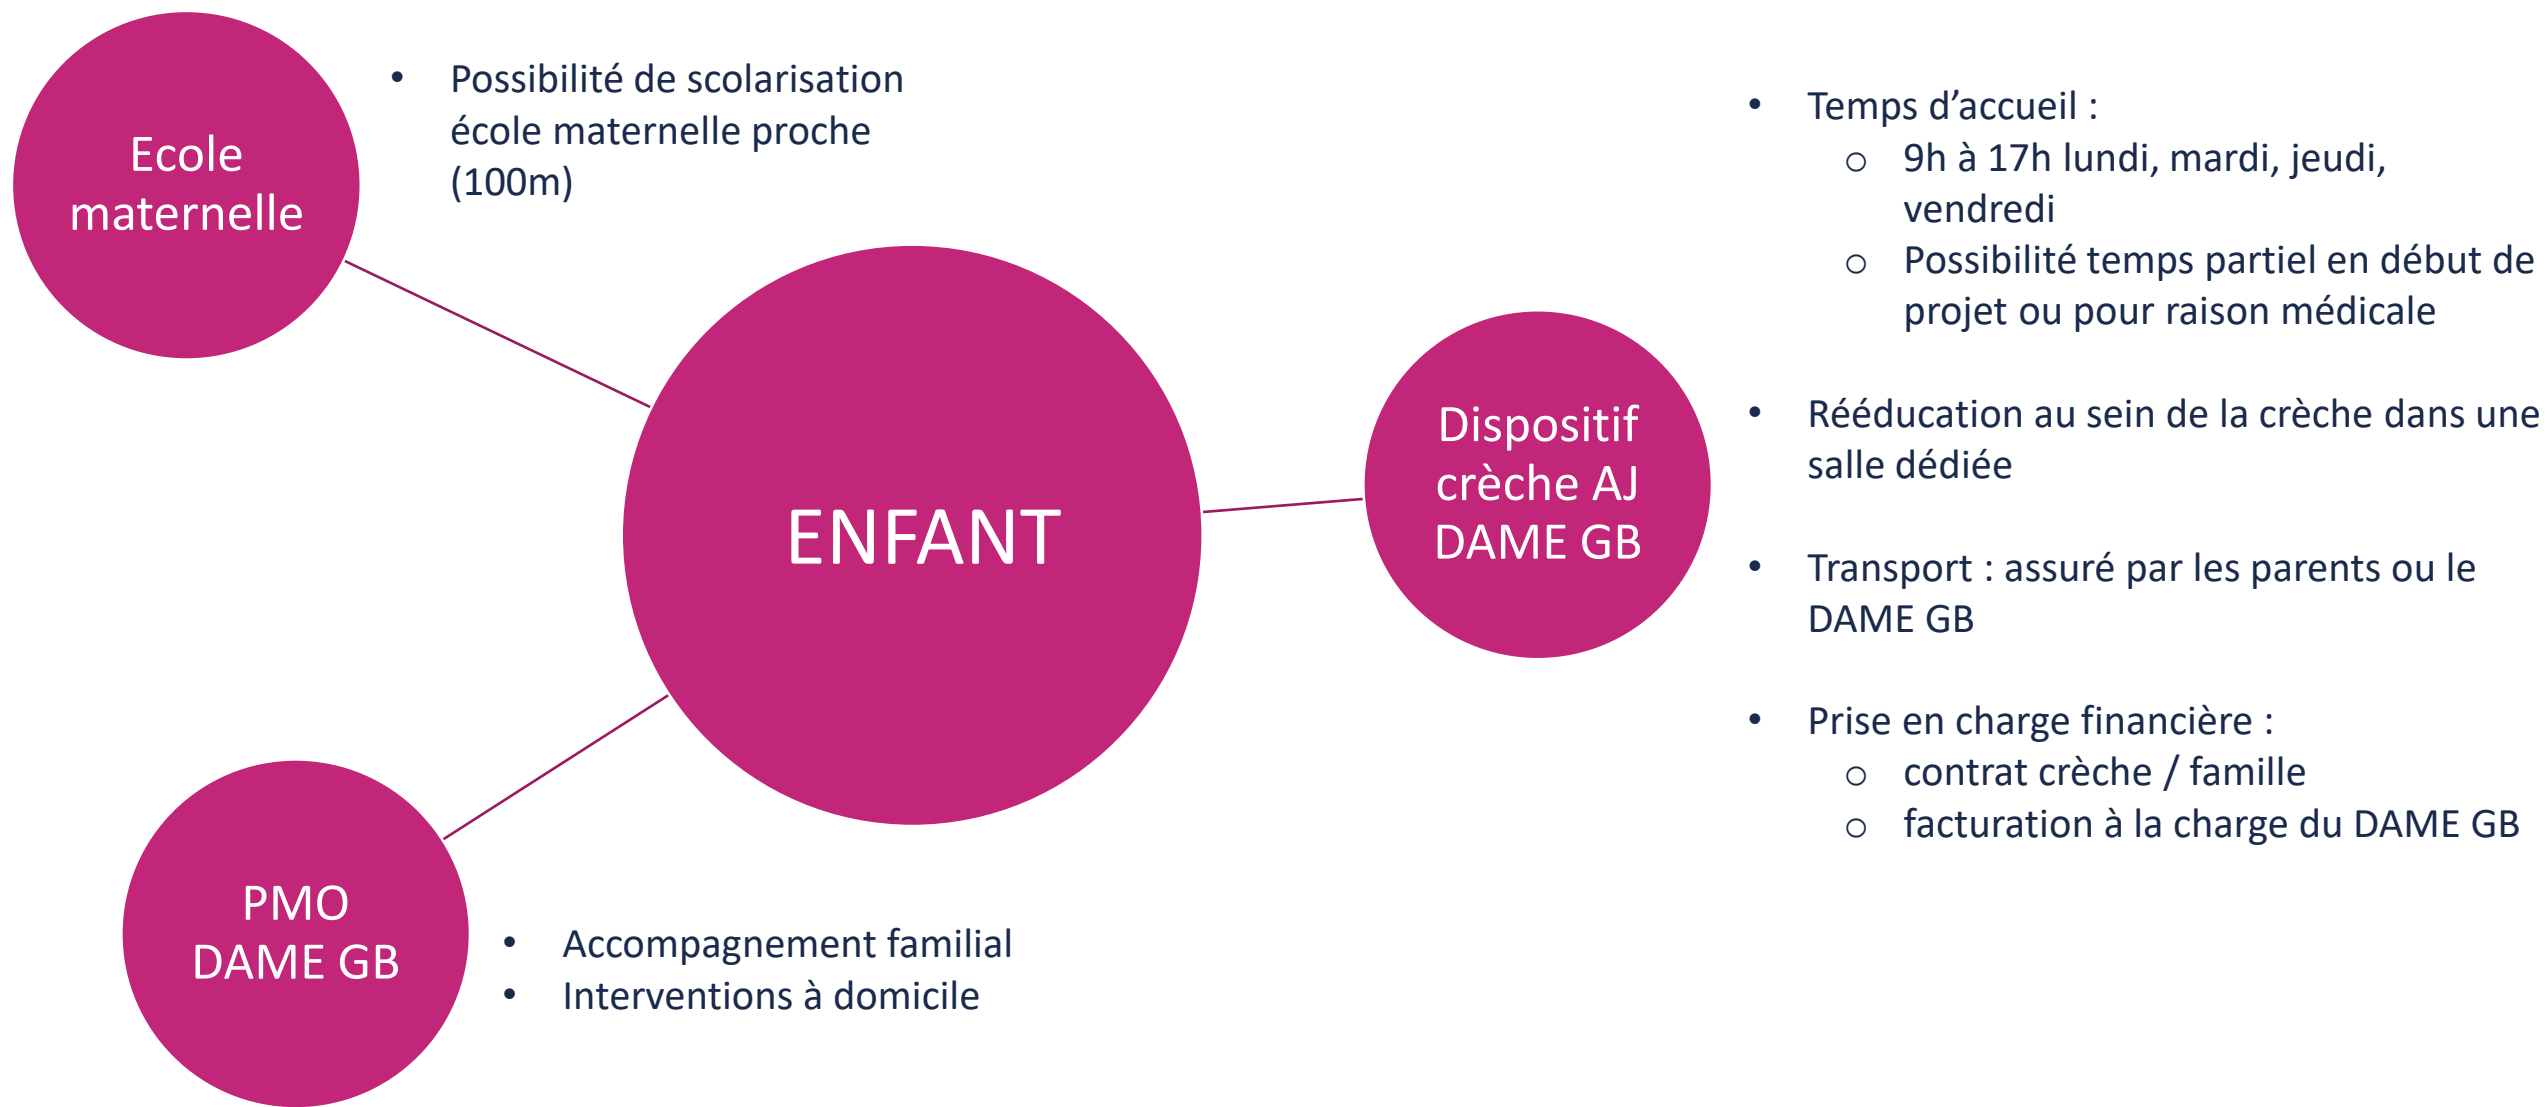 Ecole
maternelle
• Possibilité de scolarisation
école maternelle proche
(100m)
ENFANT
Dispositif
crèche AJ
DAME GB
• Temps d’accueil :
o 9h à 17h lundi, mardi, jeudi,
vendredi
o Possibilité temps partiel en début de
projet ou pour raison médicale
• Rééducation au sein de la crèche dans une
salle dédiée
• Transport : assuré par les parents ou le
DAME GB
• Prise en charge financière :
o contrat crèche / famille
o facturation à la charge du DAME GB
PMO
DAME GB
• Accompagnement familial
• Interventions à domicile